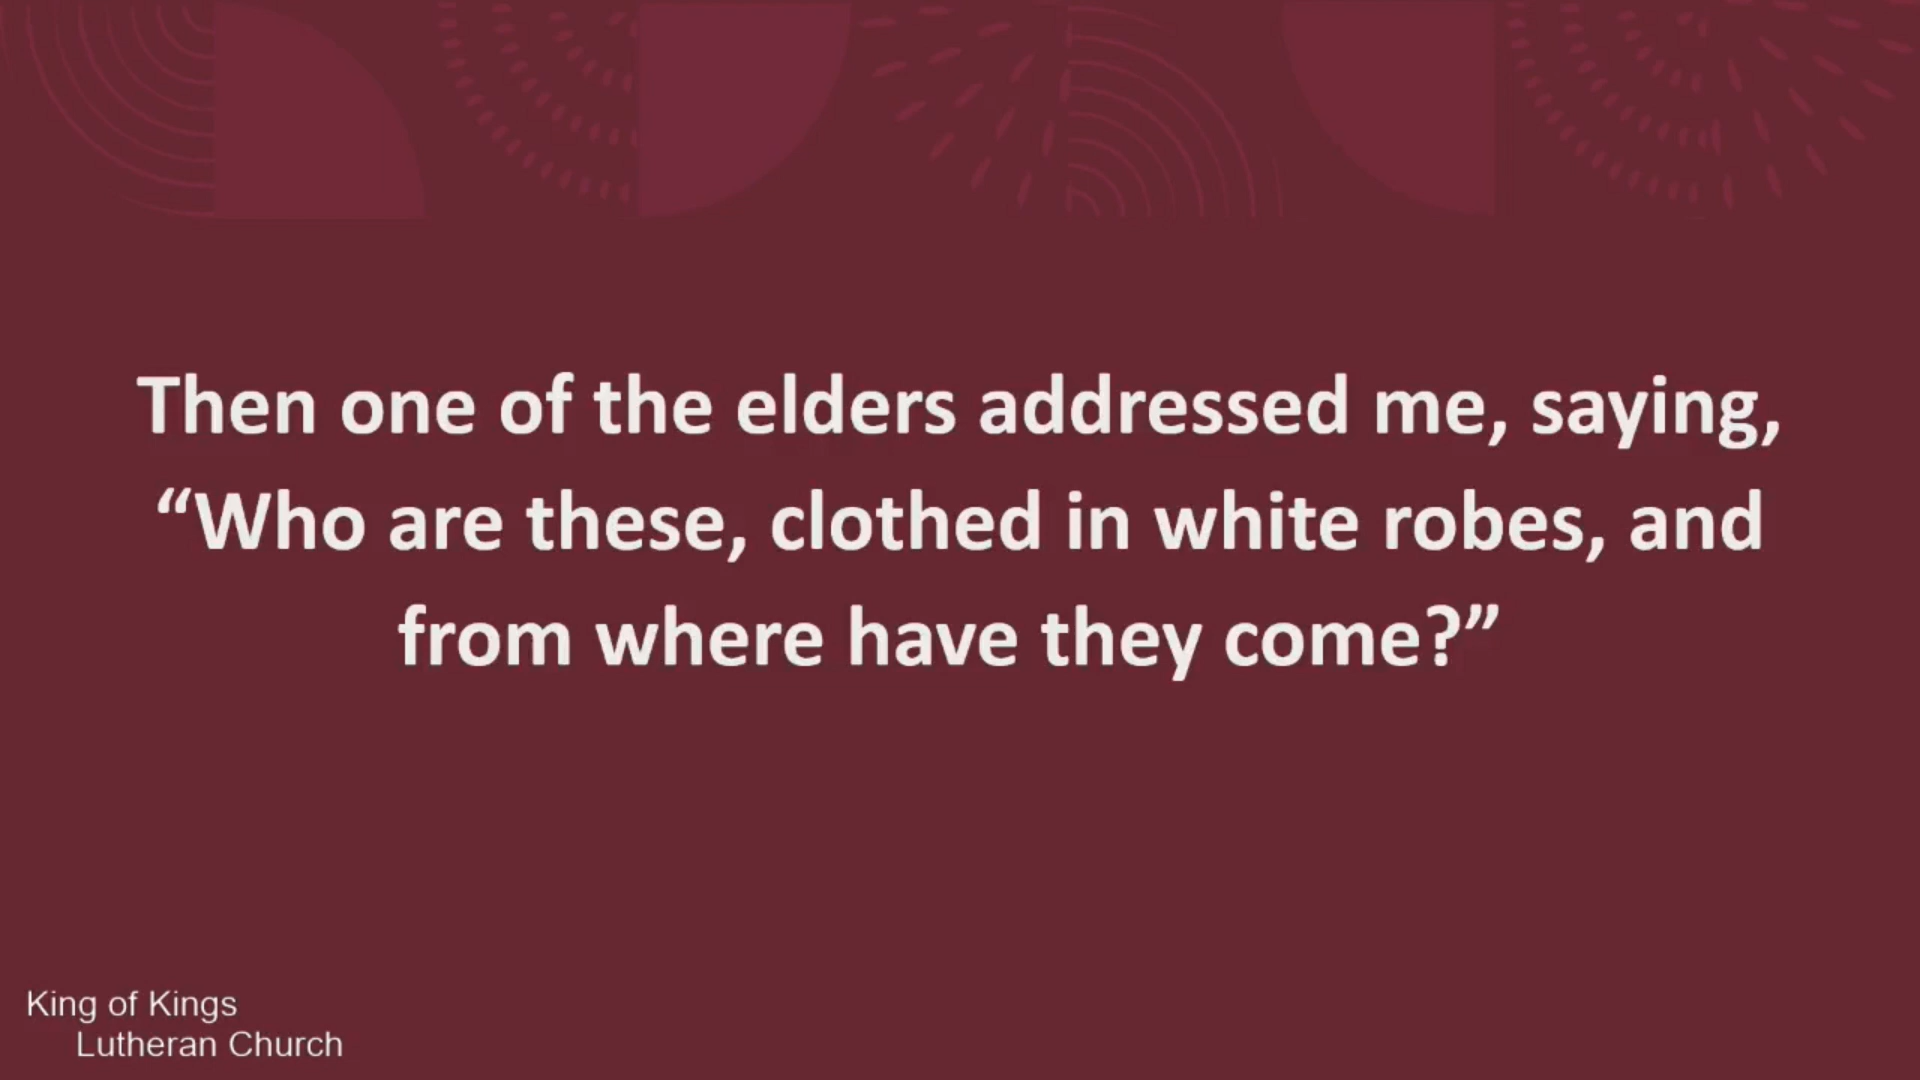 Then one of the elders addressed me, saying,
“Who are these, clothed in white robes, and
from where have they come?”
King of Kings
Lutheran Church